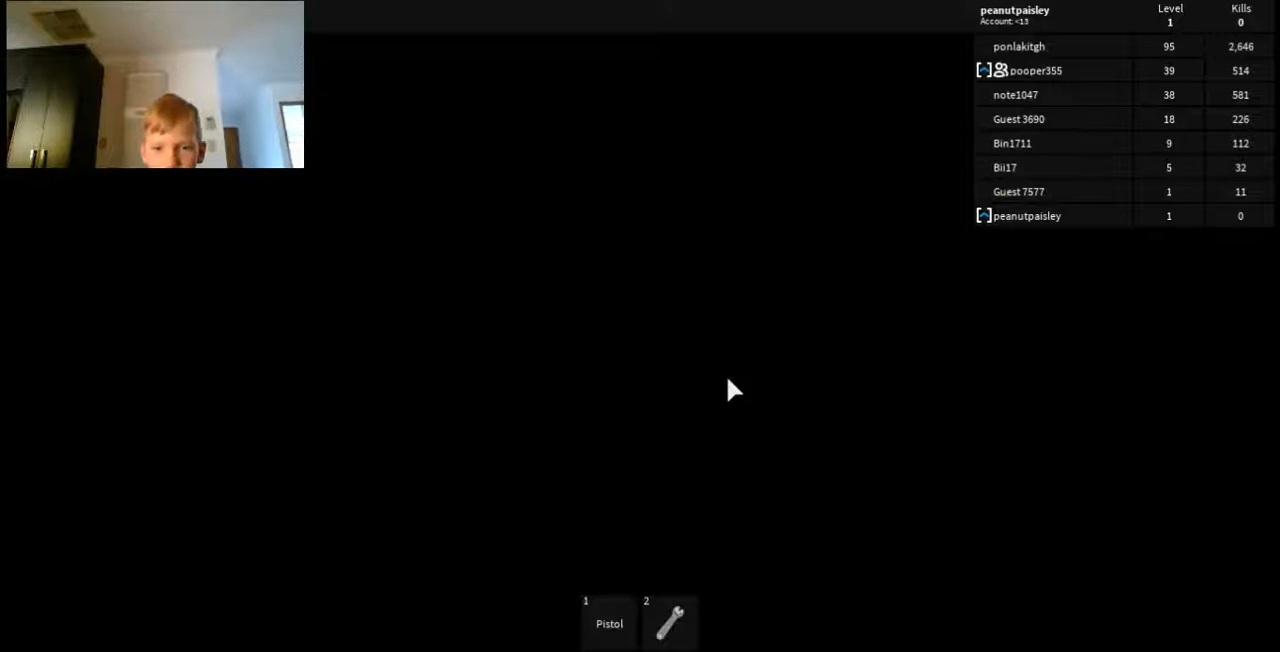 peanutpaisley Level Kills
Account: <13 1 0
ponlakitgh 95 2,646
pooper355 39 514
note1047 38 581
Guest 3690 18 226
Bin1711 9 112
Bii17 5 32
Guest 7577 1 11
peanutpaisley 1 0
1 2
Pistol